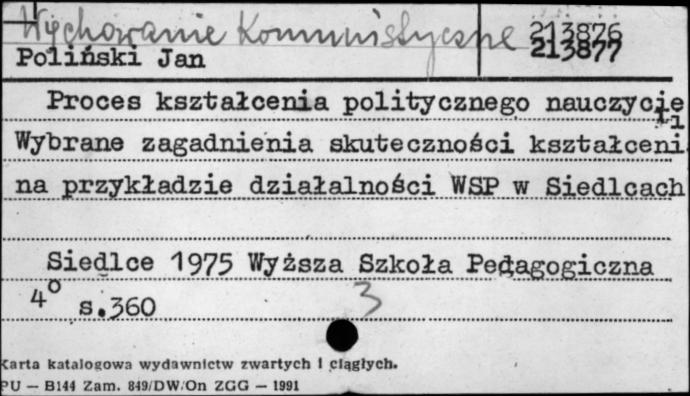 Wychowanie Komunistyczne 213876
Poliński Jan 213877
Proces kształcenia politycznego nauczycie
li
Wybrane zagadnienia skuteczności kształceni
na przykładzie działalności WSP w Siedlcach
Siedlce 1975 Wyższa Szkoła Pedagogiczna
4° s.360 3
Karta katalogowa wydawnictw zwartych i ciągłych.
PU — B144 Zam. 849/DW/On ZGG — 1991